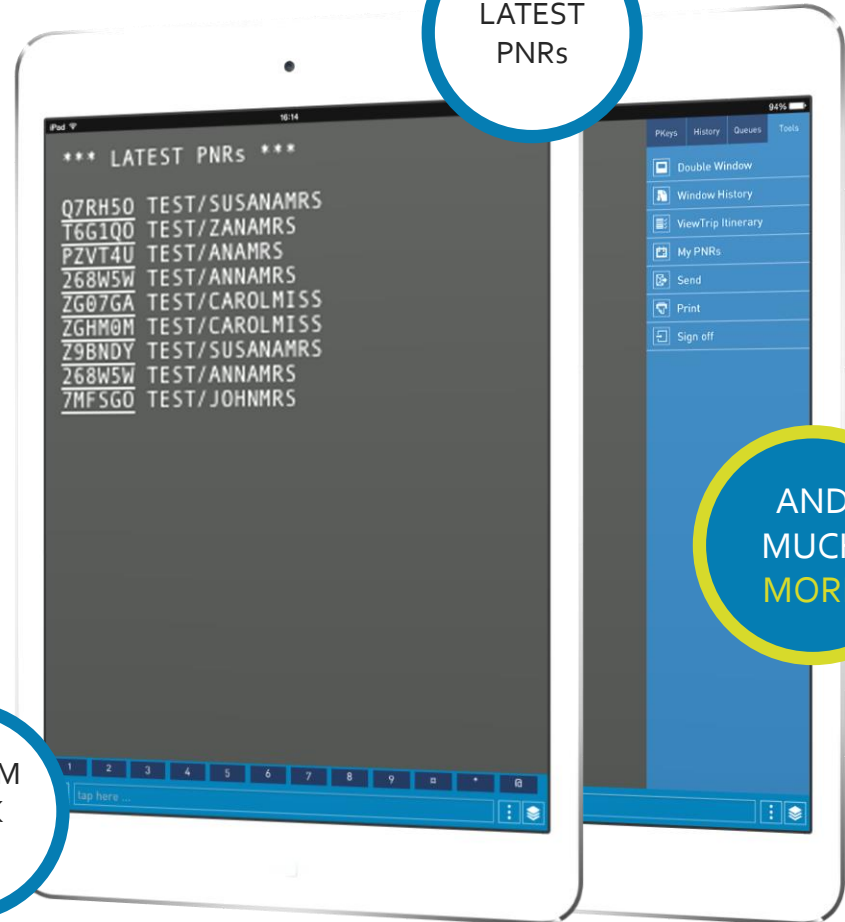 LATEST
PNRs
iPad 16:14
*** LATEST PNRs ***
Q7RH5O TEST/SUSANAMRS
T6G1QO TEST/ZANAMRS
PZVT4U TEST/ANAMRS
268W5W TEST/ANNAMRS
ZG07GA TEST/CAROLMISS
ZGHM0M TEST/CAROLMISS
Z9BNDY TEST/SUSANAMRS
268W5W TEST/ANNAMRS
7MFSGO TEST/JOHNMRS
1 2 3 4 5 6 7 8 9 ¤ * @
tap here ...
94%
PKeys History Queues Tools
Double Window
Window History
ViewTrip Itinerary
My PNRs
Send
Print
Sign off
AND
MUCH
MOR
M
K